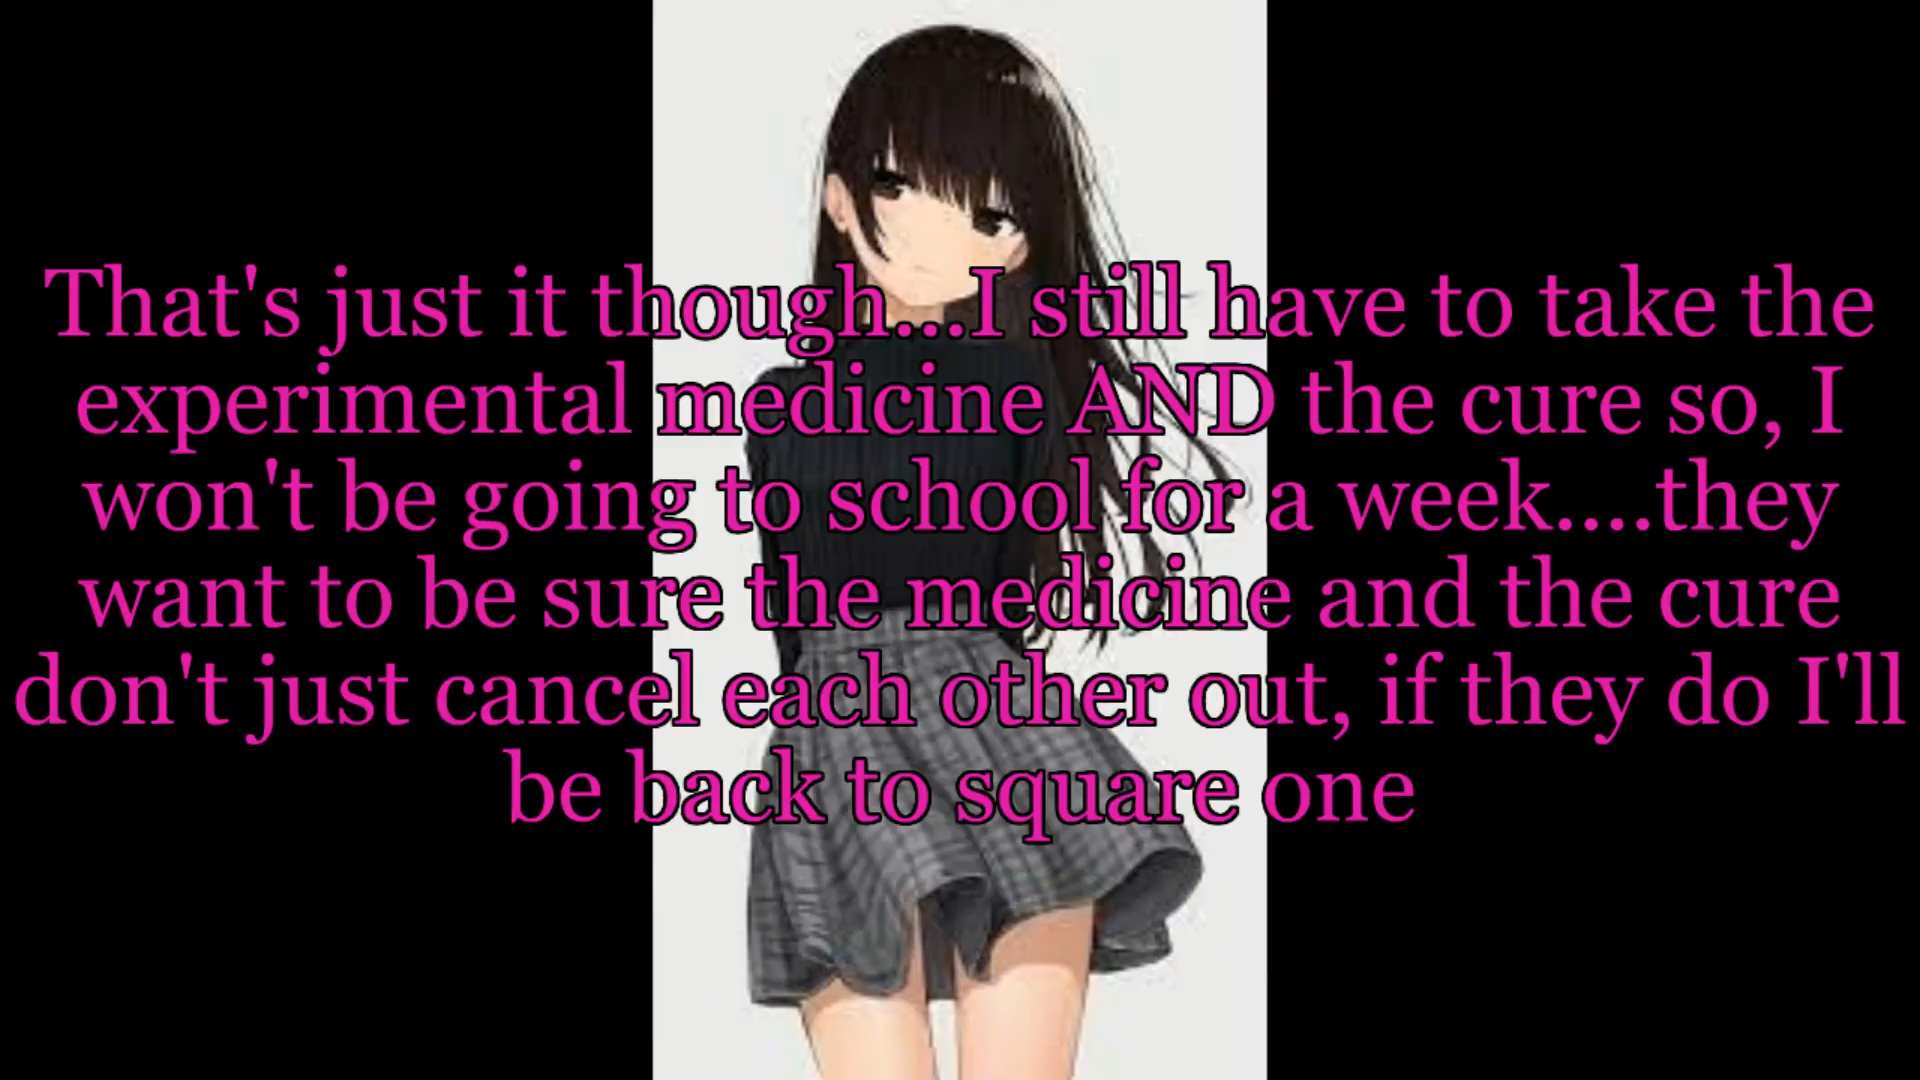 That's just it though...I still have to take the
experimental medicine AND the cure so, I
won't be going to school for a week....they
want to be sure the medicine and the cure
don't just cancel each other out, if they do I'll
be back to square one